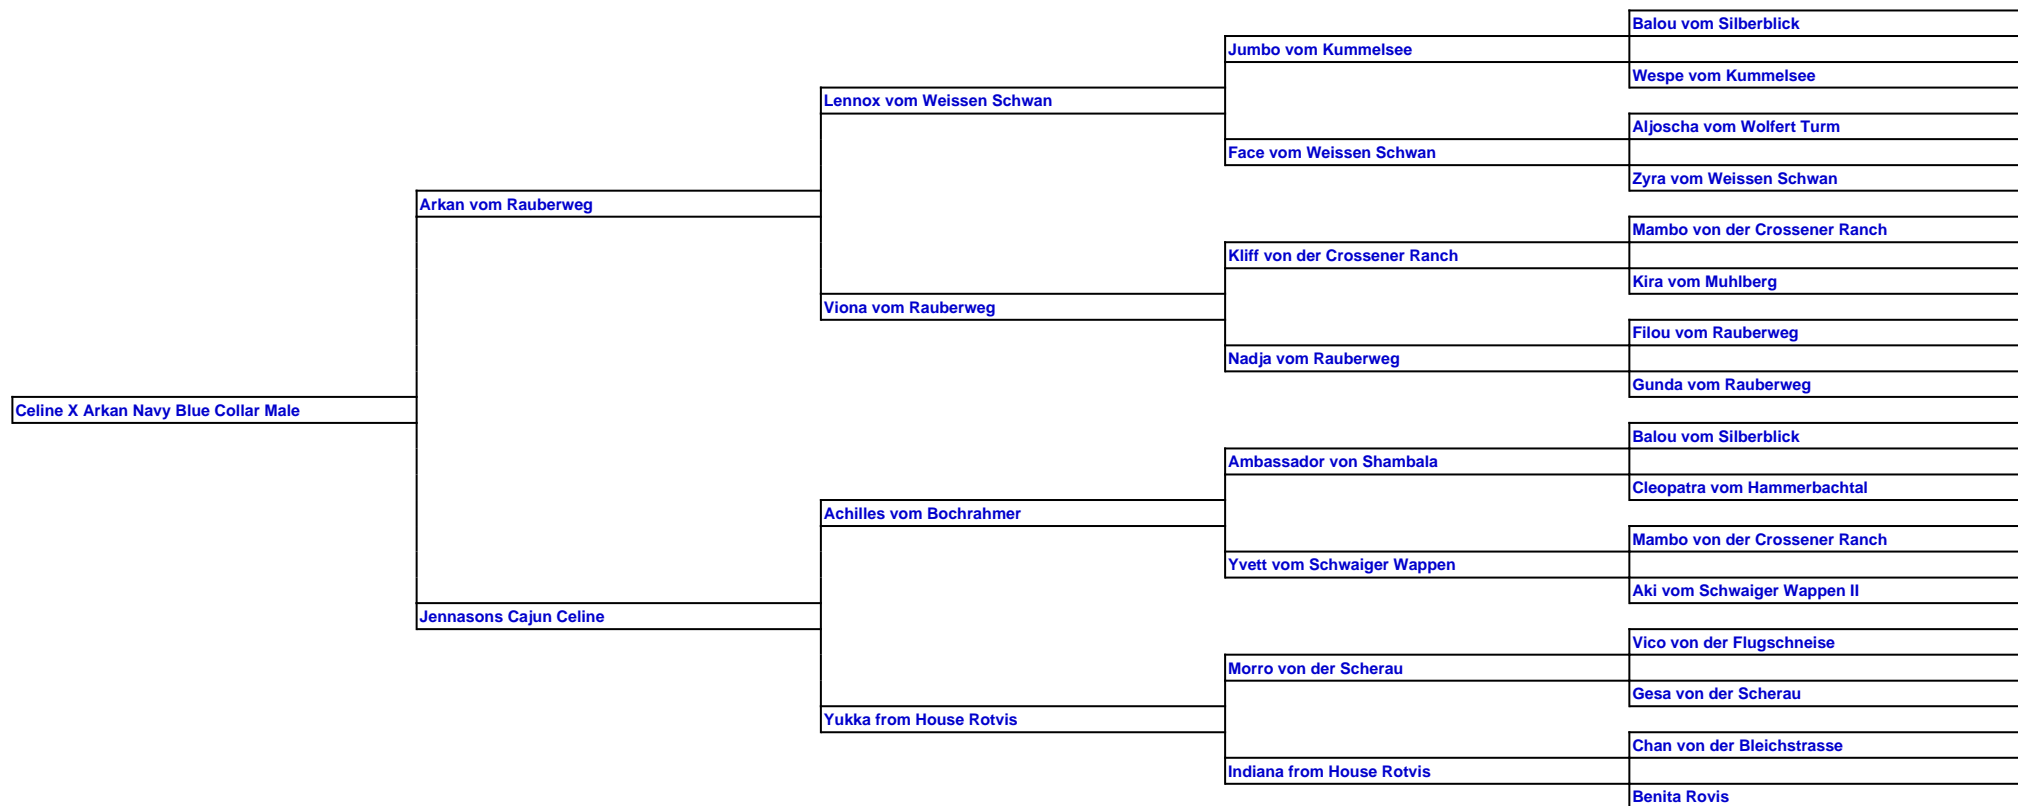 Balou vom Silberblick
Jumbo vom Kummelsee
Wespe vom Kummelsee
Lennox vom Weissen Schwan
Aljoscha vom Wolfert Turm
Face vom Weissen Schwan
Zyra vom Weissen Schwan
Arkan vom Rauberweg
Mambo von der Crossener Ranch
Kliff von der Crossener Ranch
Kira vom Muhlberg
Viona vom Rauberweg
Filou vom Rauberweg
Nadja vom Rauberweg
Gunda vom Rauberweg
Celine X Arkan Navy Blue Collar Male
Balou vom Silberblick
Ambassador von Shambala
Cleopatra vom Hammerbachtal
Achilles vom Bochrahmer
Mambo von der Crossener Ranch
Yvett vom Schwaiger Wappen
Aki vom Schwaiger Wappen II
Jennasons Cajun Celine
Vico von der Flugschneise
Morro von der Scherau
Gesa von der Scherau
Yukka from House Rotvis
Chan von der Bleichstrasse
Indiana from House Rotvis
Benita Rovis